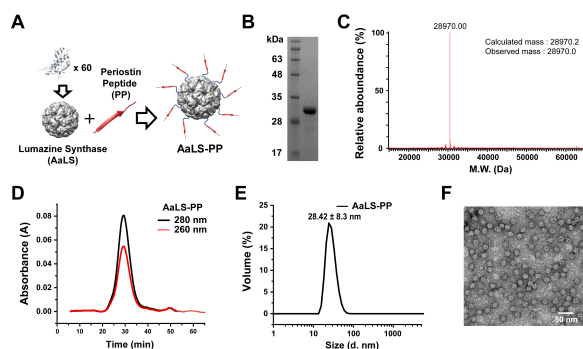 A
x 60
Periostin
Peptide
(PP)
+
Lumazine Synthase
(AaLS)
AaLS-PP
B
kDa
63
48
35
28
17
C
28970.00
Calculated mass : 28970.2
Observed mass : 28970.0
Relative aboundance (%)
100
50
0
20000
30000
40000
50000
60000
M.W. (Da)
D
AaLS-PP
280 nm
260 nm
Absorbance (A)
0.08
0.06
0.04
0.02
0.00
0
10
20
30
40
50
60
Time (min)
E
AaLS-PP
28.42 ± 8.3 nm
Volume (%)
25
20
15
10
5
0
1
10
100
1000
Size (d. nm)
F
50 nm